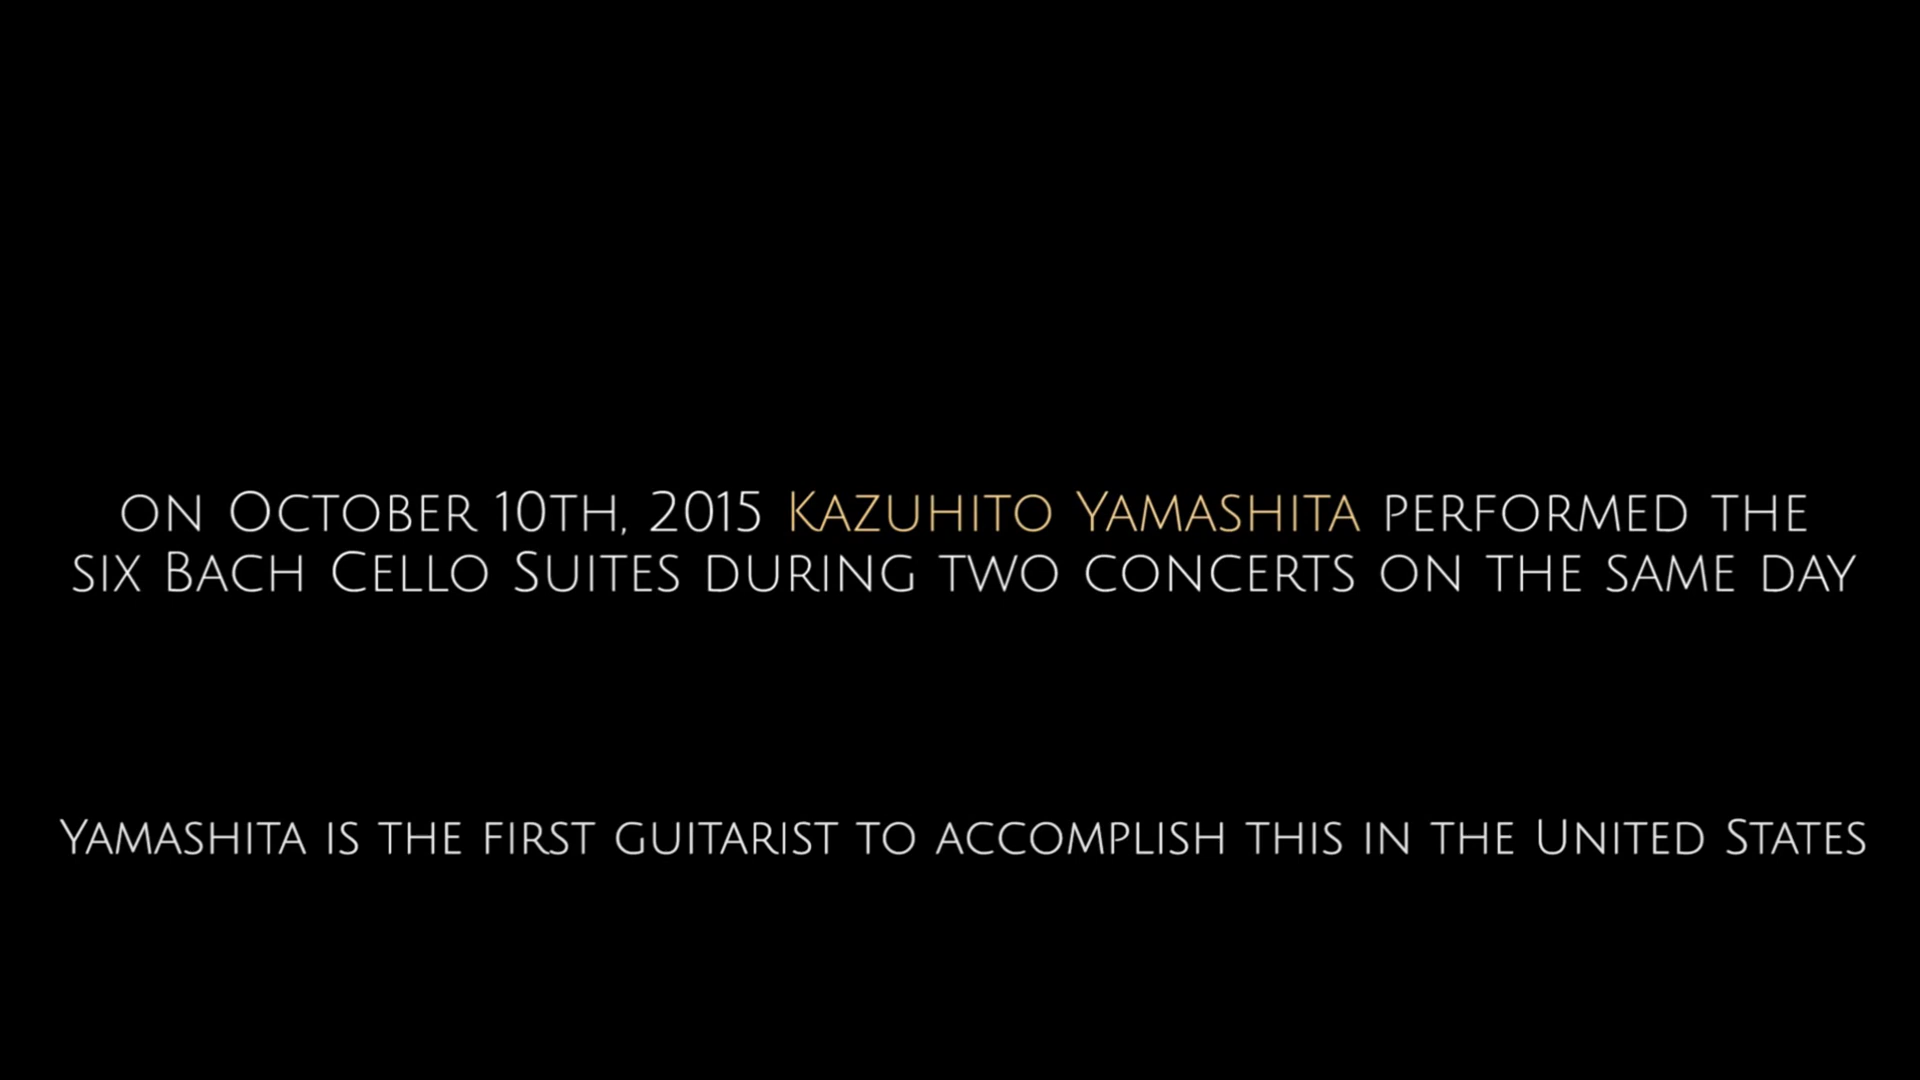 on October 10th, 2015 Kazuhito Yamashita performed the
six Bach Cello Suites during two concerts on the same day
Yamashita is the first guitarist to accomplish this in the United States